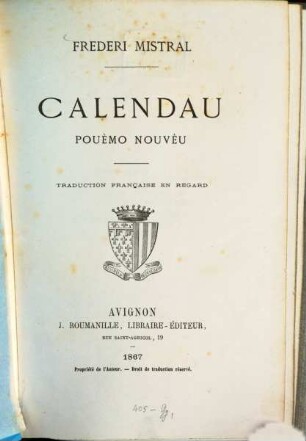 FREDERI MISTRAL
CALENDAU
POUÈMO NOUVÈU
TRADUCTION FRANÇAISE EN REGARD
AVIGNON
J. ROUMANILLE, LIBRAIRE-ÉDITEUR,
RUE SAINT-AGRICOL, 19
1867
Propriété de l'Auteur. — Droit de traduction réservé.